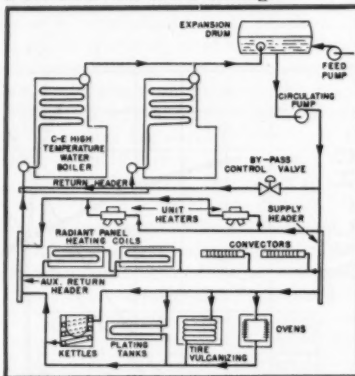 EXPANSION
DRUM
FEED
PUMP
CIRCULATING
PUMP
C-E HIGH
TEMPERATURE
WATER
BOILER
BY-PASS
CONTROL VALVE
RETURN HEADER
SUPPLY
HEADER
UNIT
HEATERS
RADIANT PANEL
HEATING COILS
CONVECTORS
AUX. RETURN
HEADER
KETTLES
PLATING
TANKS
TIRE
VULCANIZING
OVENS